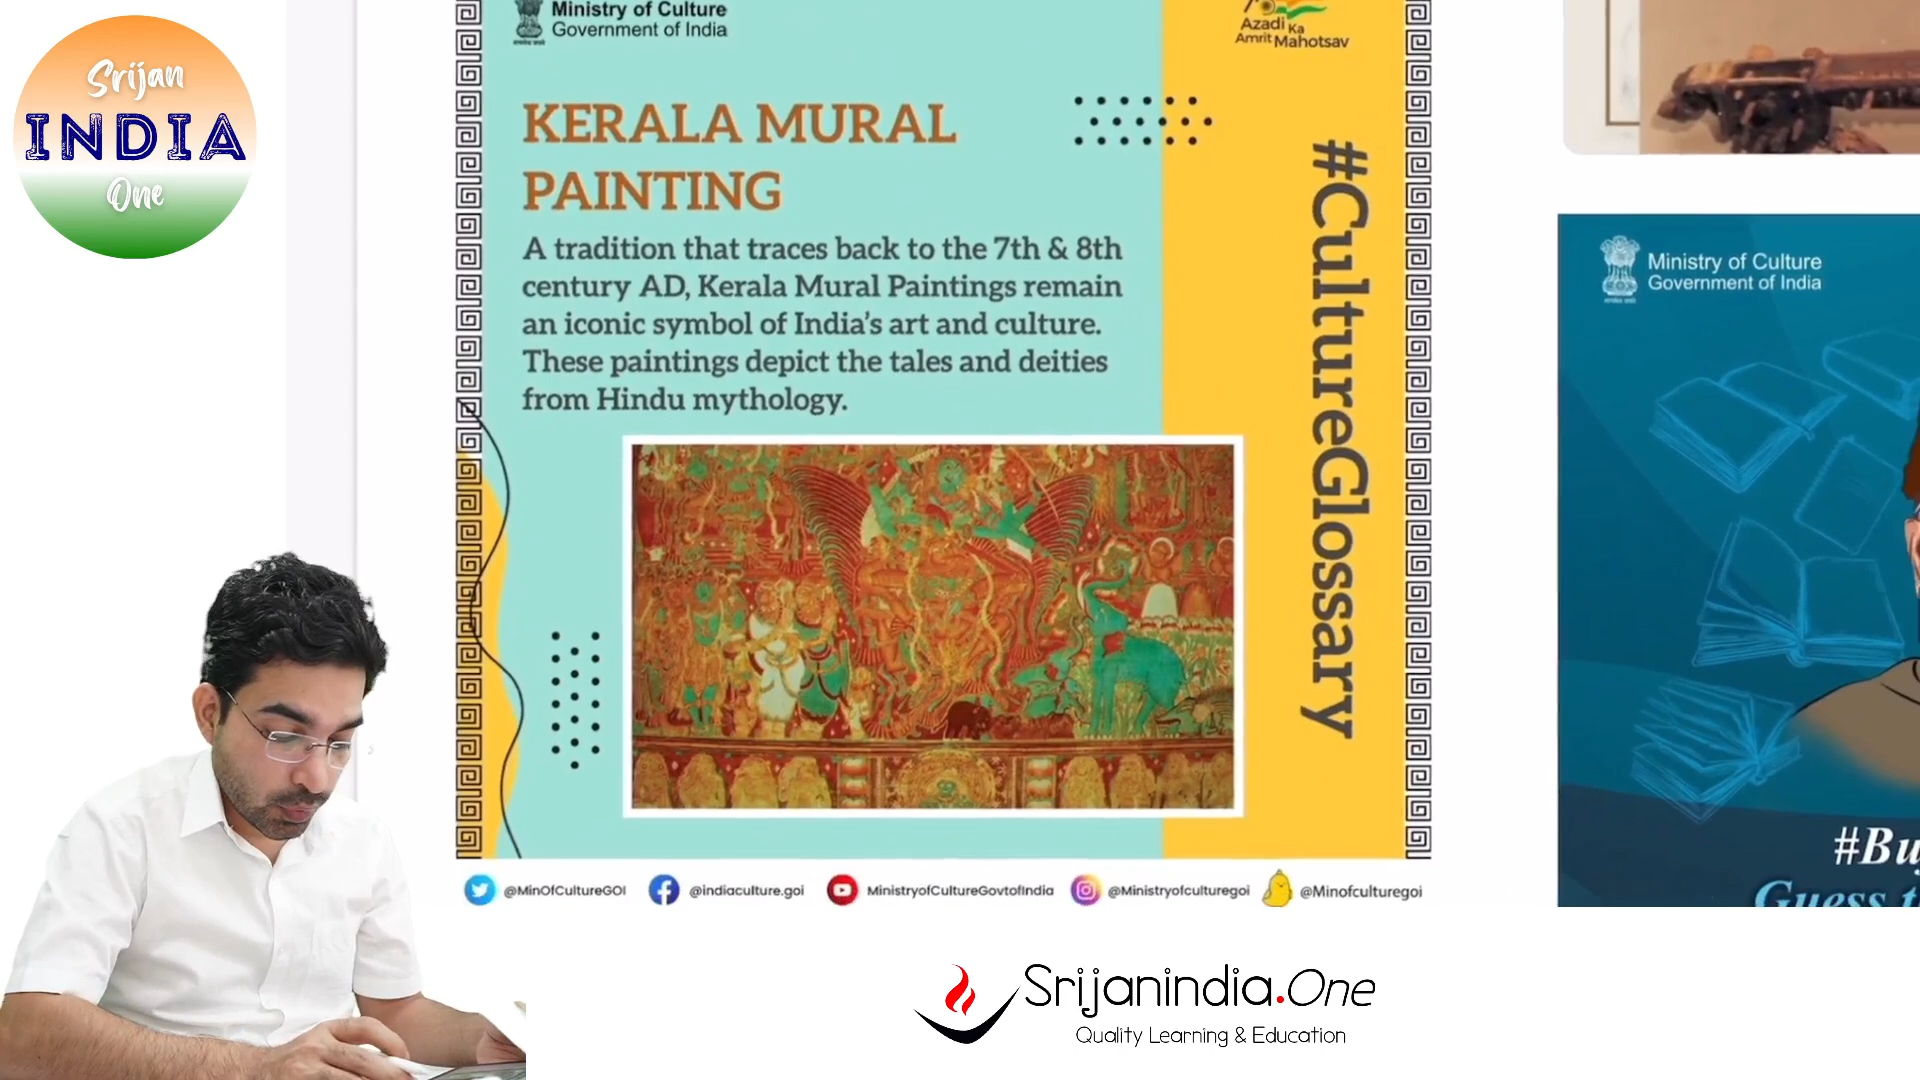 Srijan
INDIA
One
Ministry of Culture
Government of India
Azadi Ka
Amrit Mahotsav
KERALA MURAL
PAINTING
A tradition that traces back to the 7th & 8th
century AD, Kerala Mural Paintings remain
an iconic symbol of India's art and culture.
These paintings depict the tales and deities
from Hindu mythology.
#CultureGlossary
@MinOfCultureGOI
@indiaculture.goi
MinistryofCultureGovtofIndia
@Ministryofculturegoi
@Minofculturegoi
Ministry of Culture
Government of India
#Bu
Guess t
Srijanindia.One
Quality Learning & Education